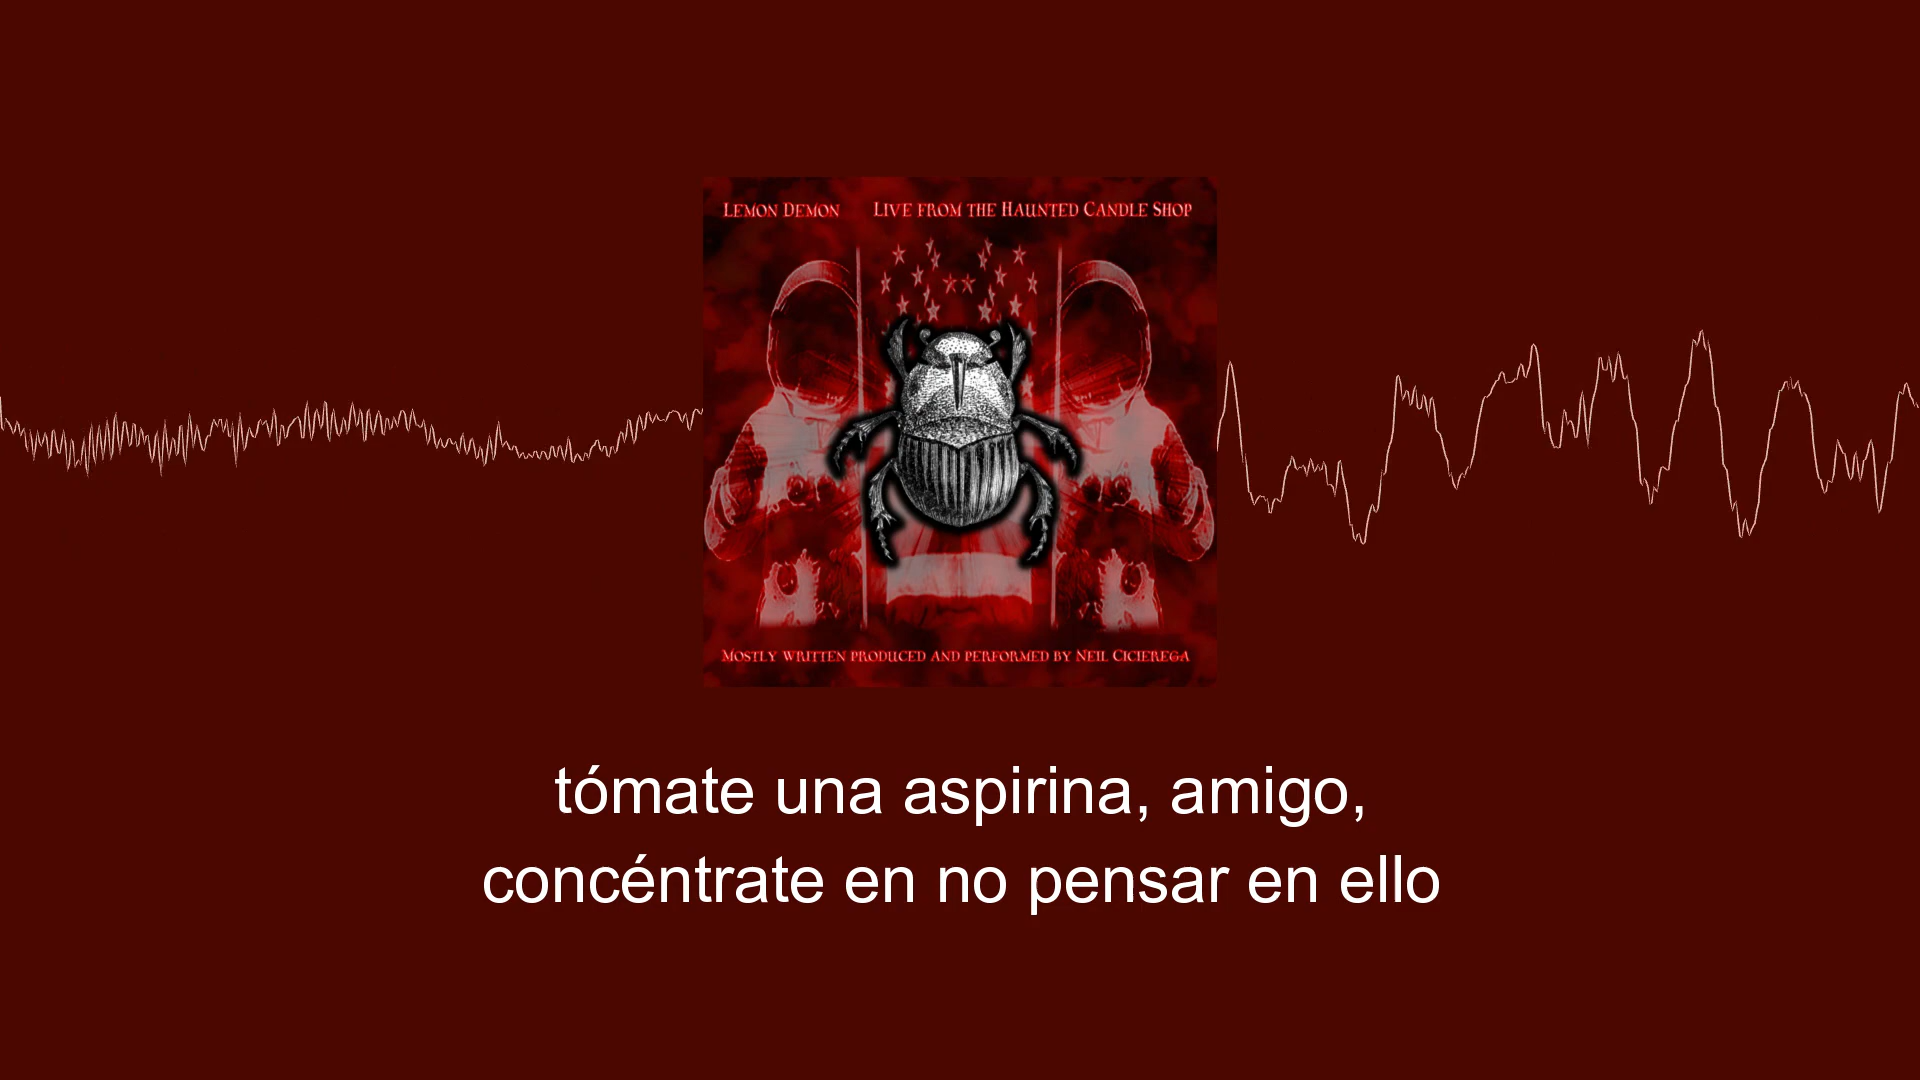 LEMON DEMON LIVE FROM THE HAUNTED CANDLE SHOP
MOSTLY WRITTEN PRODUCED AND PERFORMED BY NEIL CICIEREGA
tómate una aspirina, amigo,
concéntrate en no pensar en ello